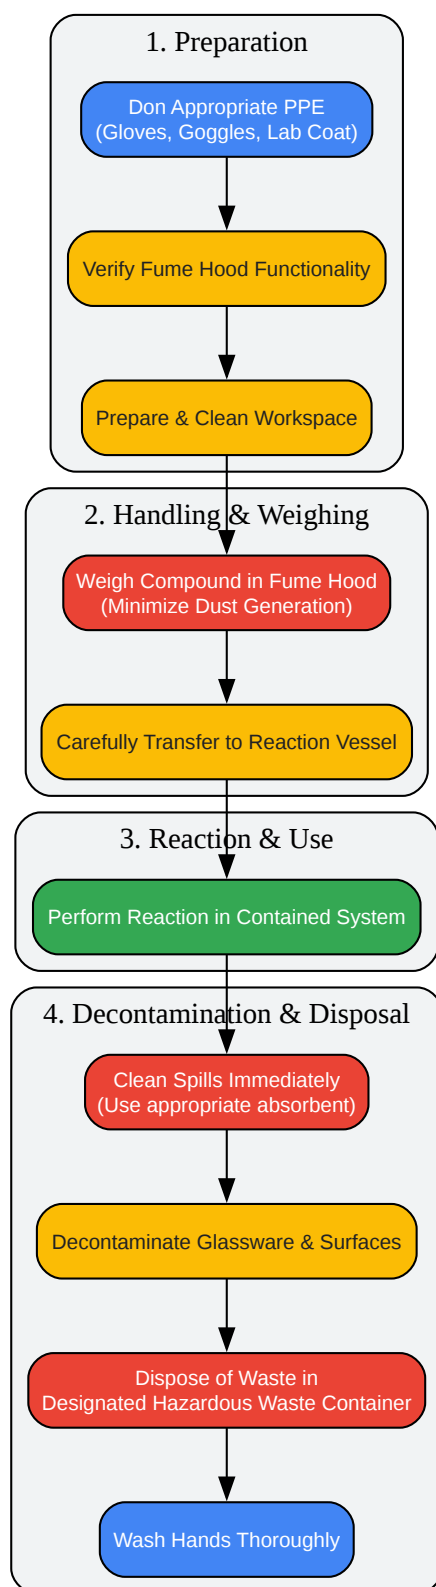 1. Preparation
Don Appropriate PPE
(Gloves, Goggles, Lab Coat)
Verify Fume Hood Functionality
Prepare & Clean Workspace
2. Handling & Weighing
Weigh Compound in Fume Hood
(Minimize Dust Generation)
Carefully Transfer to Reaction Vessel
3. Reaction & Use
Perform Reaction in Contained System
4. Decontamination & Disposal
Clean Spills Immediately
(Use appropriate absorbent)
Decontaminate Glassware & Surfaces
Dispose of Waste in
Designated Hazardous Waste Container
Wash Hands Thoroughly